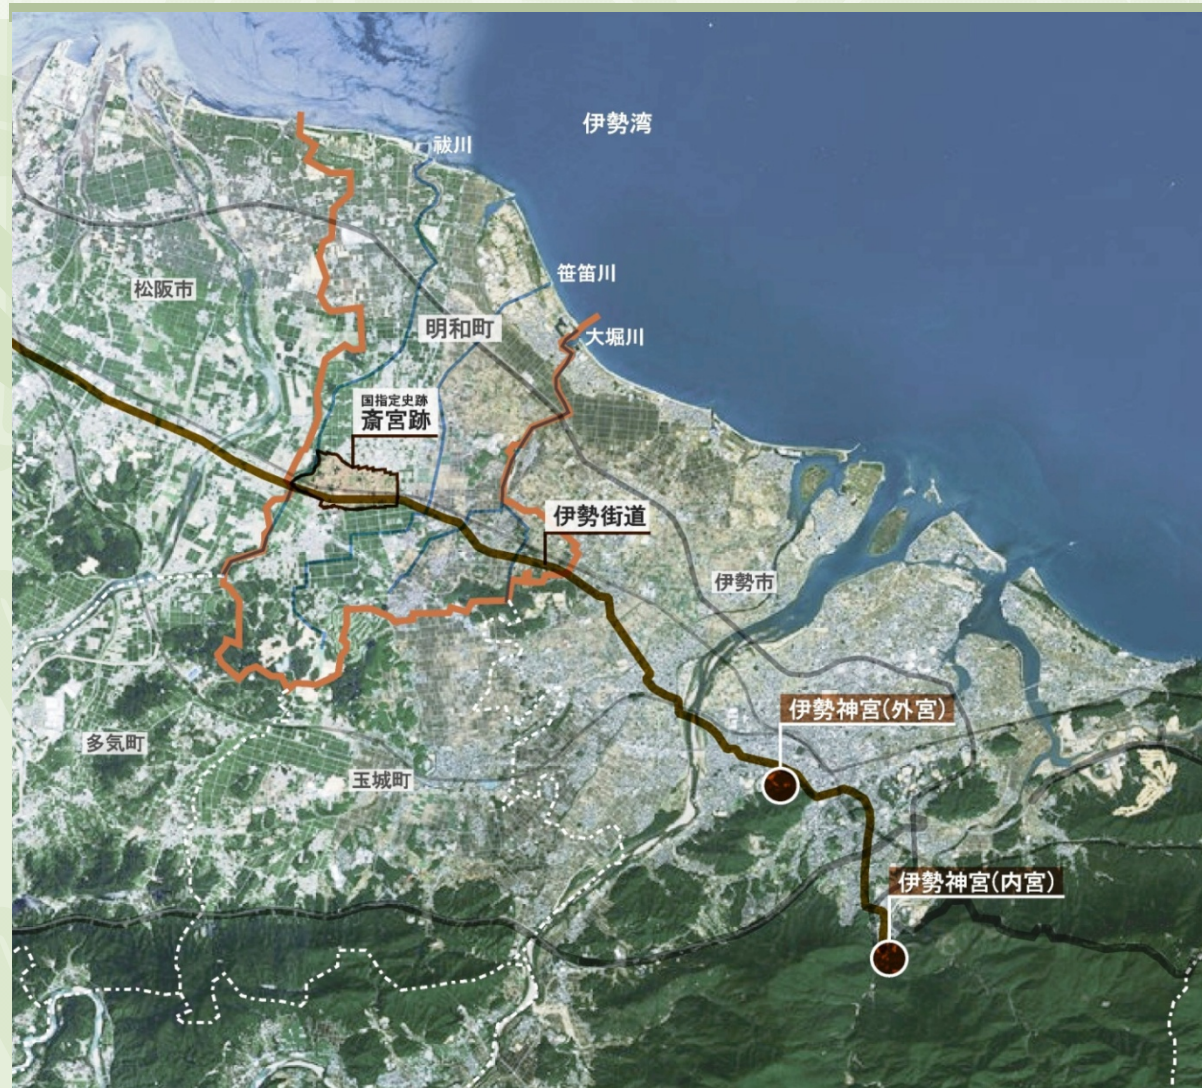 伊勢湾
祓川
笹笛川
松阪市
明和町
大堀川
国指定史跡
斎宮跡
伊勢街道
伊勢市
伊勢神宮(外宮)
多気町
玉城町
伊勢神宮(内宮)